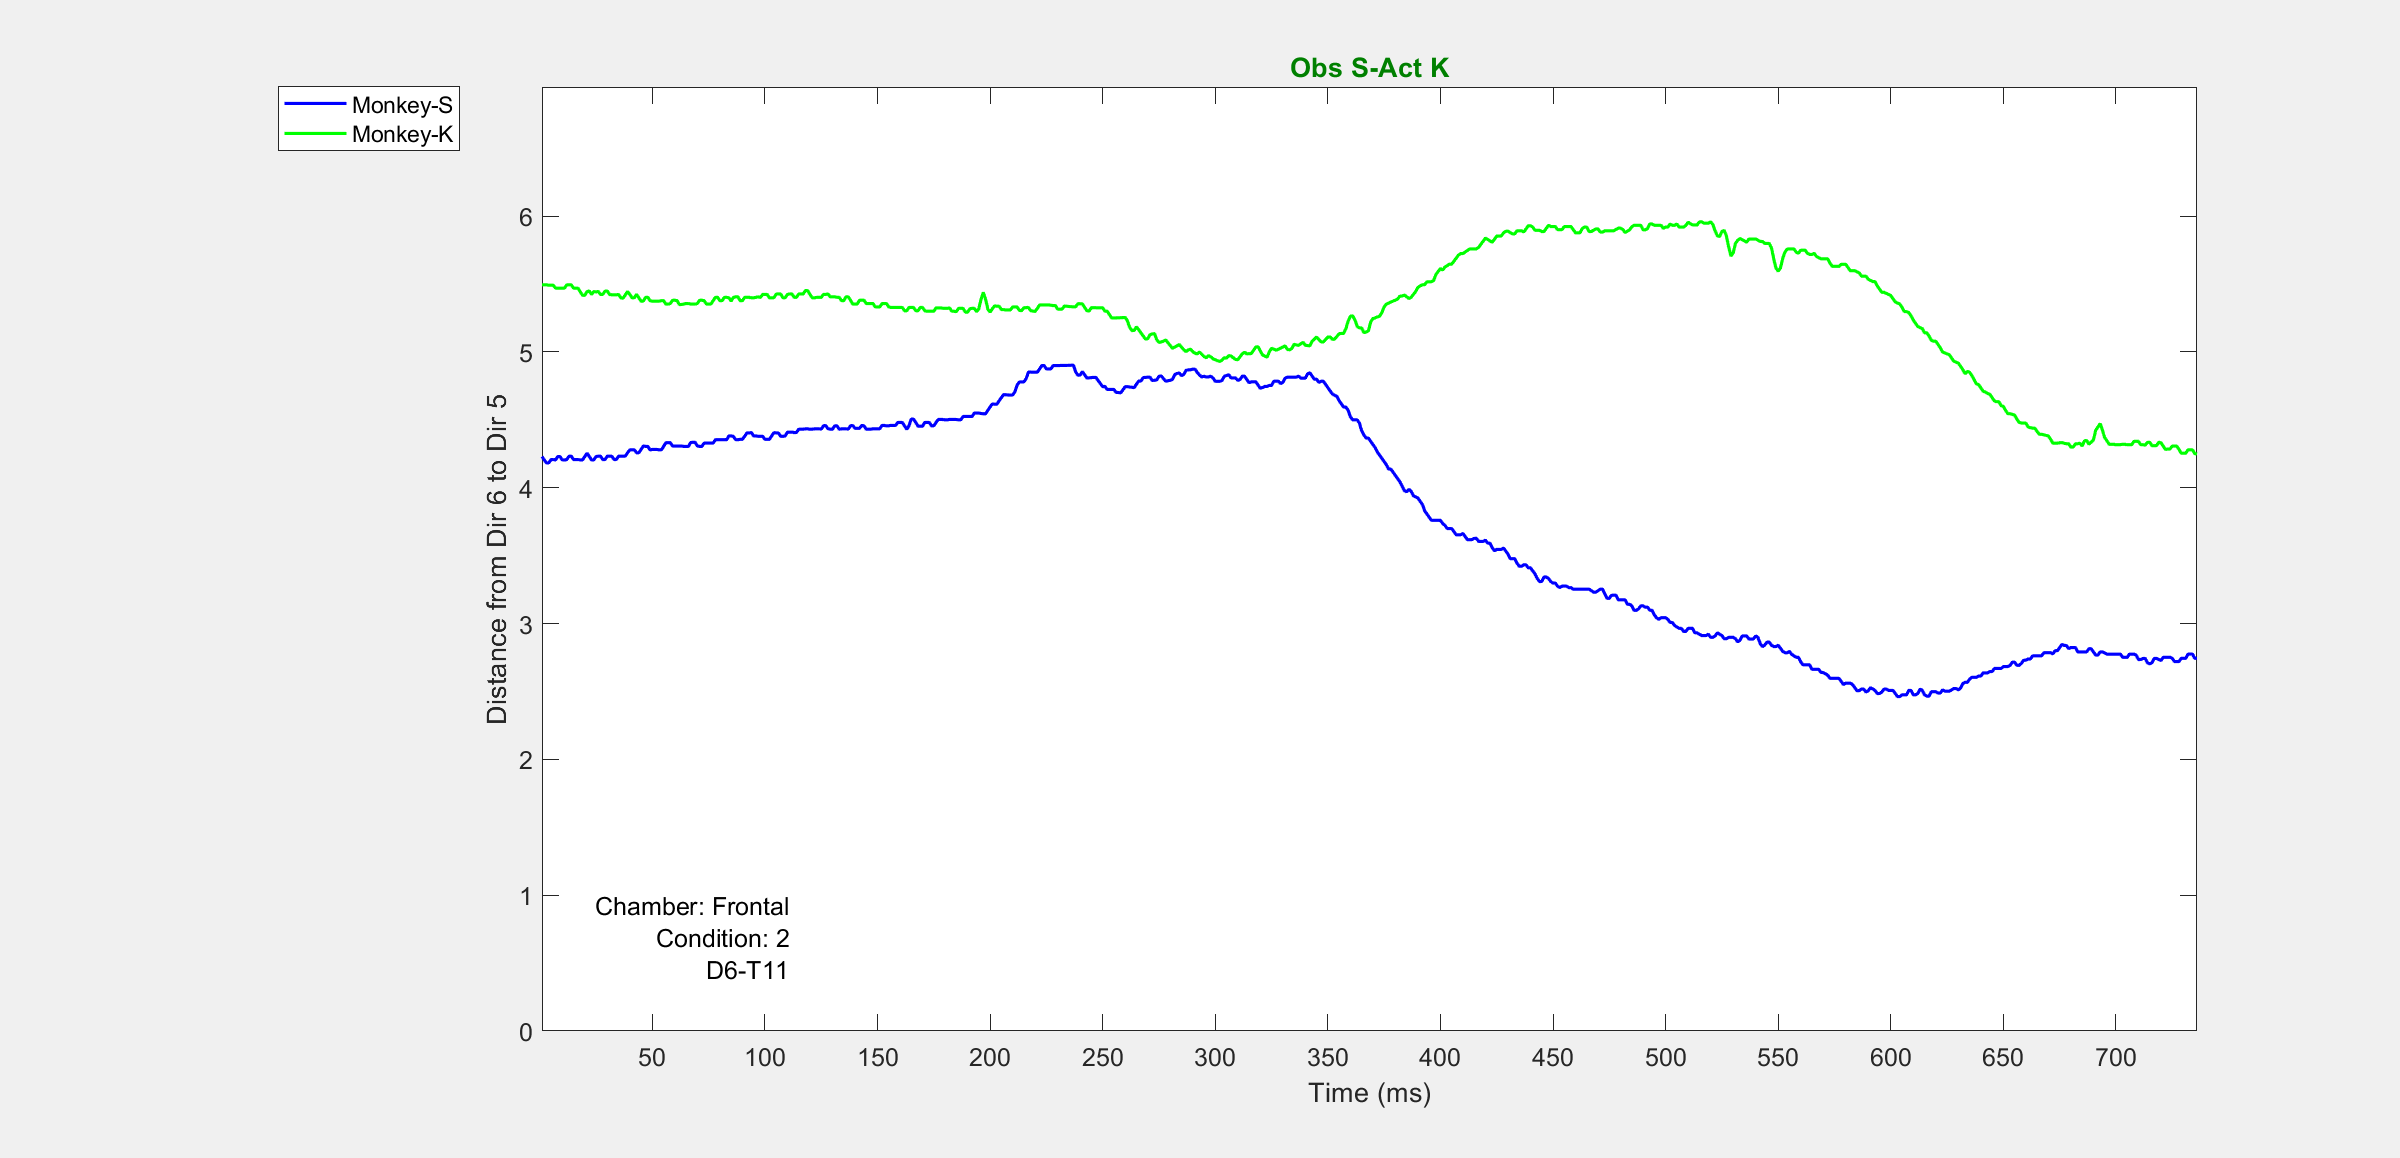 Obs S-Act K
Monkey-S
Monkey-K
Distance from Dir 6 to Dir 5
6
5
4
3
2
1
0
Chamber: Frontal
Condition: 2
D6-T11
50 100 150 200 250 300 350 400 450 500 550 600 650 700
Time (ms)